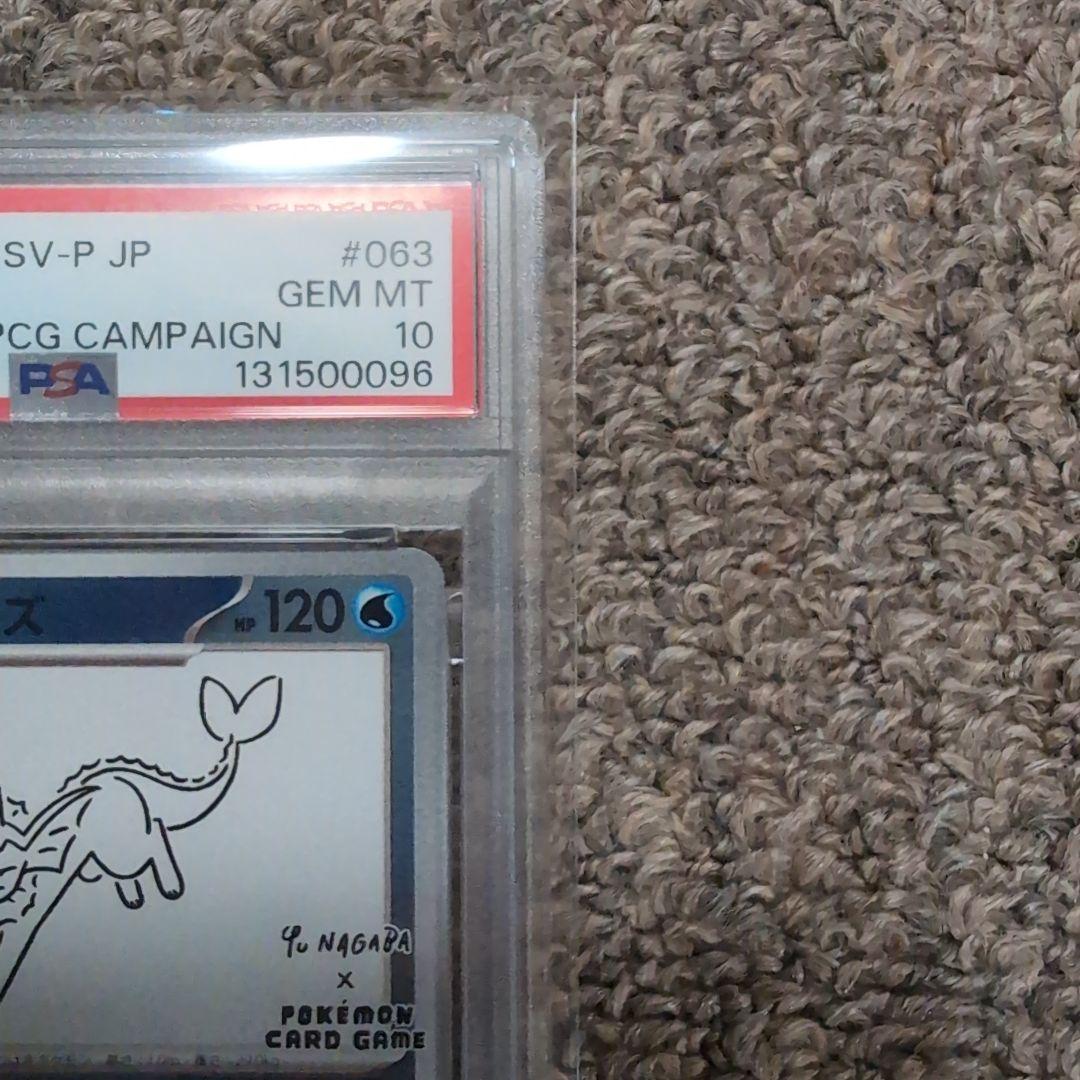 SV-P JP #063
GEM MT
PCG CAMPAIGN 10
PSA 131500096
ズ HP 120
Yu NAGABA
x
POKÉMON
CARD GAME